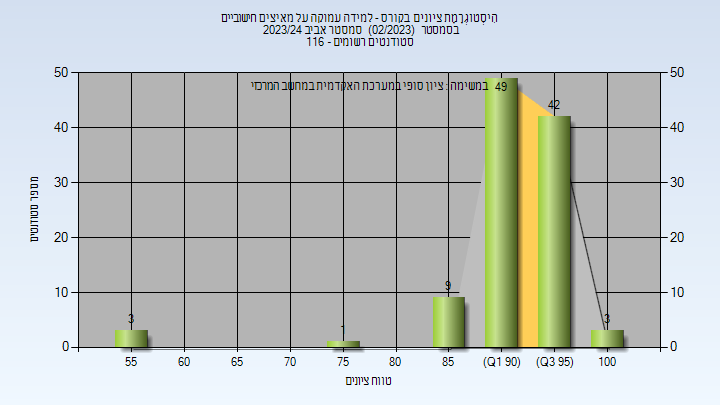 היסטוגרמת ציונים בקורס - למידה עמוקה על מאיצים חישוביים
בסמסטר (02/2023) סמסטר אביב 2023/24
סטודנטים רשומים - 116
במשימה : ציון סופי במערכת האקדמית במחשב המרכזי
50 50
40 40
30 30
20 20
10 10
0 0
3 1 9 49 42 3
55 60 65 70 75 80 85 (Q1 90) (Q3 95) 100
מספר סטודנטים
טווח ציונים